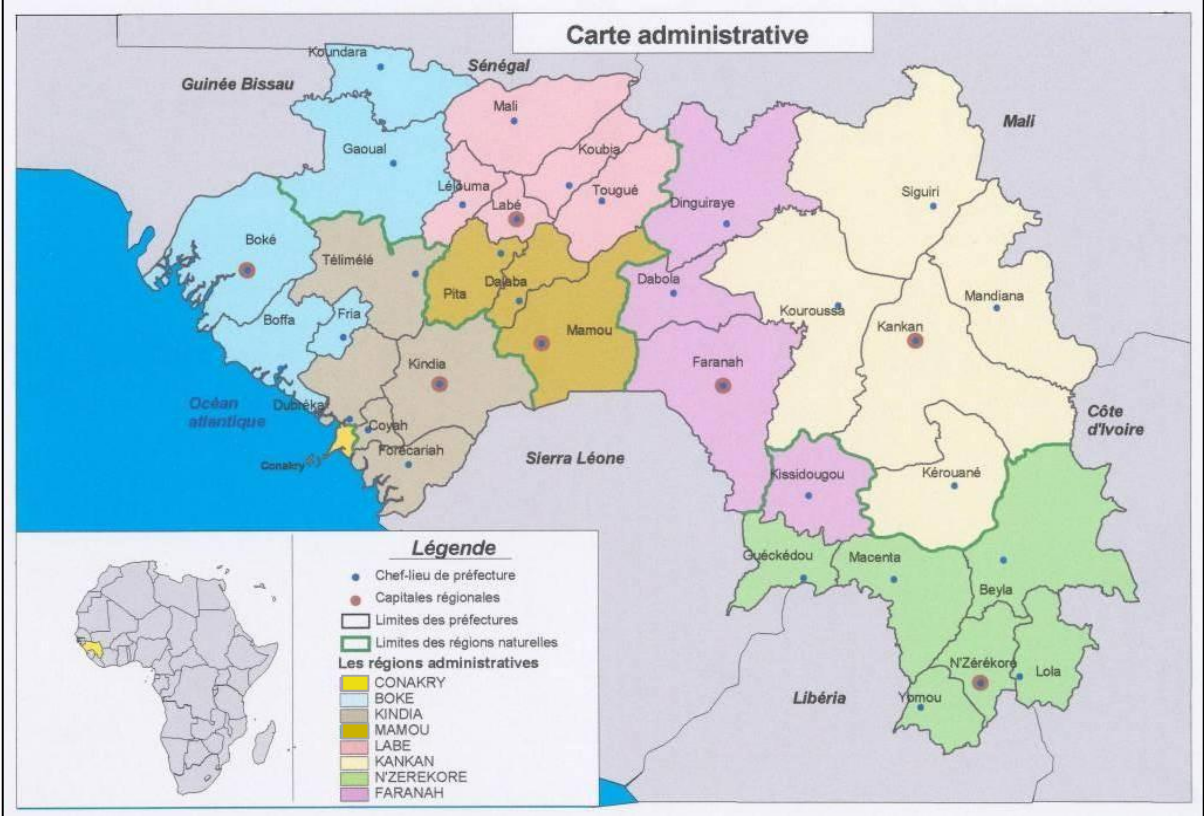 Carte administrative
Koundara
Sénégal
Guinée Bissau
Mali
Mali
Gaoual
Koubia
Lélouma
Tougué
Siguiri
Labé
Dinguiraye
Boké
Télimélé
Dalaba
Dabola
Pita
Mandiana
Boffa
Fria
Mamou
Kouroussa
Kankan
Kindia
Faranah
Océan
atlantique
Dubréka
Coyah
Côte
d'Ivoire
Conakry
Forécariah
Sierra Léone
Kissidougou
Kérouané
Guéckédou
Macenta
Beyla
N'Zérékoré
Lola
Yomou
Libéria
Légende
Chef-lieu de préfecture
Capitales régionales
Limites des préfectures
Limites des régions naturelles
Les régions administratives
CONAKRY
BOKE
KINDIA
MAMOU
LABE
KANKAN
N'ZEREKORE
FARANAH